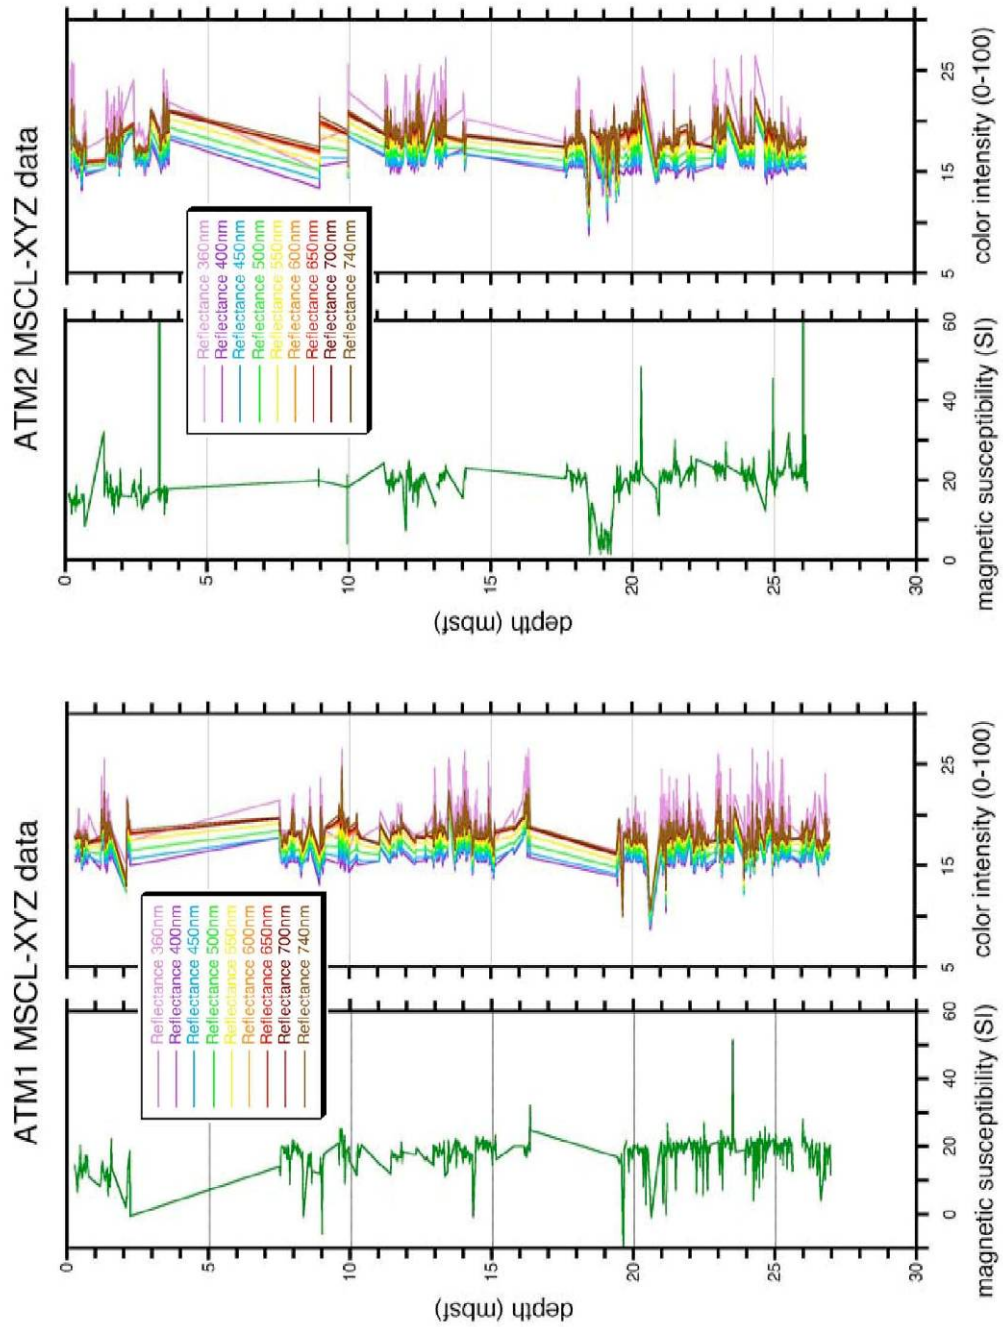 ATM1 MSCL-XYZ data
depth (mbsf)
0
5
10
15
20
25
30
magnetic susceptibility (SI)
0
20
40
60
Reflectance 360nm
Reflectance 400nm
Reflectance 450nm
Reflectance 500nm
Reflectance 550nm
Reflectance 600nm
Reflectance 650nm
Reflectance 700nm
Reflectance 740nm
color intensity (0-100)
5
15
25
ATM2 MSCL-XYZ data
depth (mbsf)
0
5
10
15
20
25
30
magnetic susceptibility (SI)
0
20
40
60
Reflectance 360nm
Reflectance 400nm
Reflectance 450nm
Reflectance 500nm
Reflectance 550nm
Reflectance 600nm
Reflectance 650nm
Reflectance 700nm
Reflectance 740nm
color intensity (0-100)
5
15
25